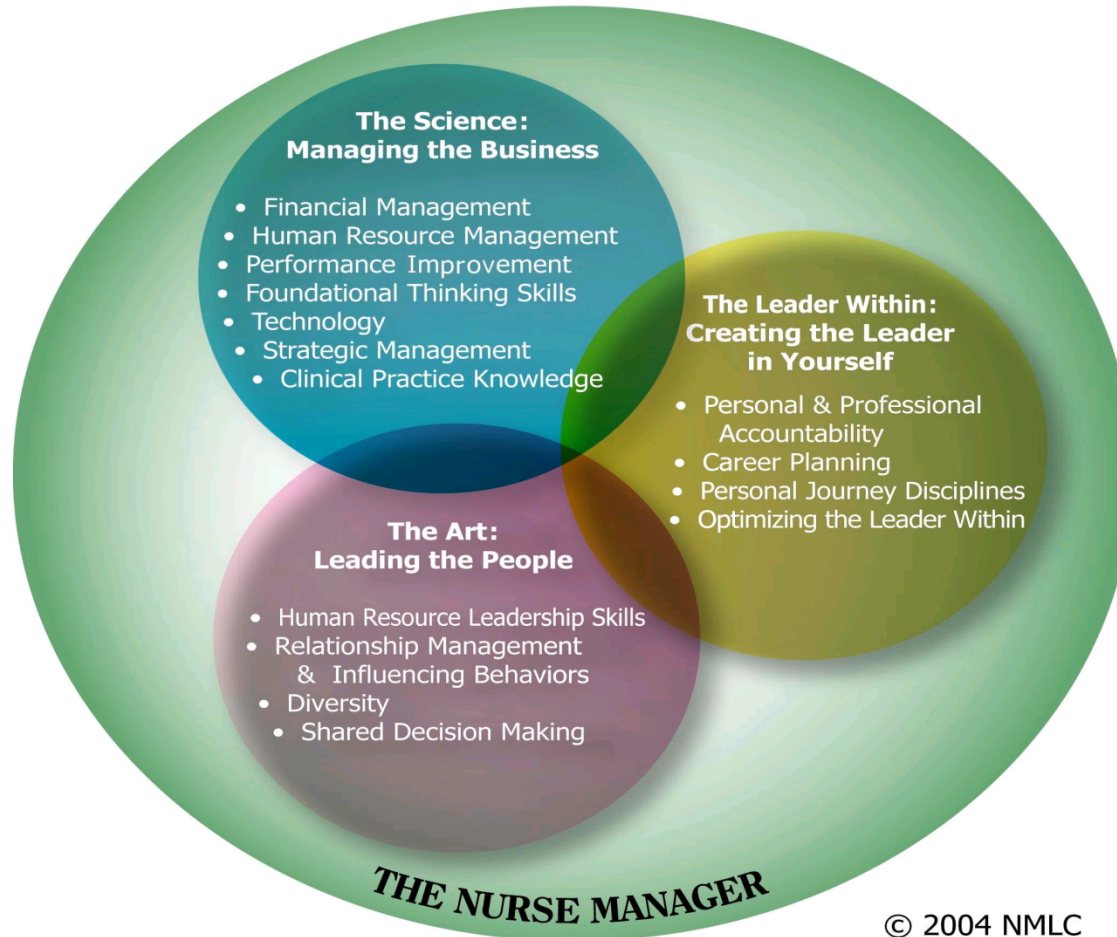 The Science:
Managing the Business
• Financial Management
• Human Resource Management
• Performance Improvement
• Foundational Thinking Skills
• Technology
• Strategic Management
• Clinical Practice Knowledge
The Leader Within:
Creating the Leader
in Yourself
• Personal & Professional
Accountability
• Career Planning
• Personal Journey Disciplines
• Optimizing the Leader Within
The Art:
Leading the People
• Human Resource Leadership Skills
• Relationship Management
& Influencing Behaviors
• Diversity
• Shared Decision Making
THE NURSE MANAGER
© 2004 NMLC